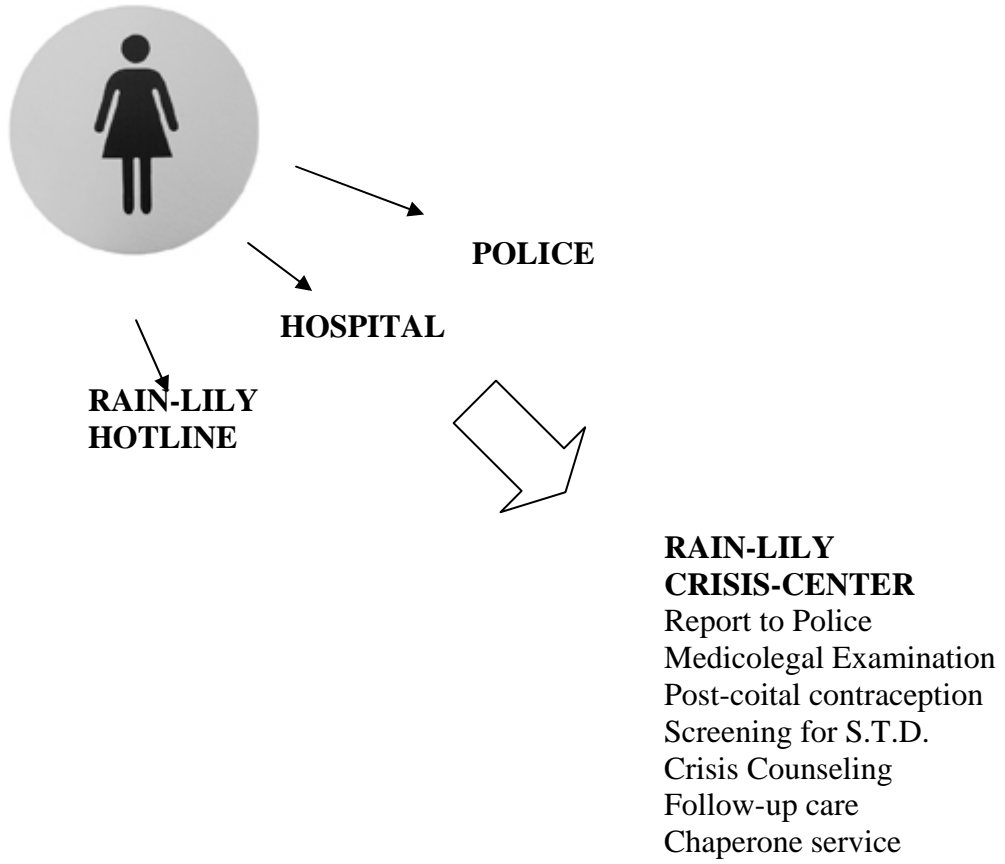 POLICE
HOSPITAL
RAIN-LILY
HOTLINE
RAIN-LILY
CRISIS-CENTER
Report to Police
Medicolegal Examination
Post-coital contraception
Screening for S.T.D.
Crisis Counseling
Follow-up care
Chaperone service